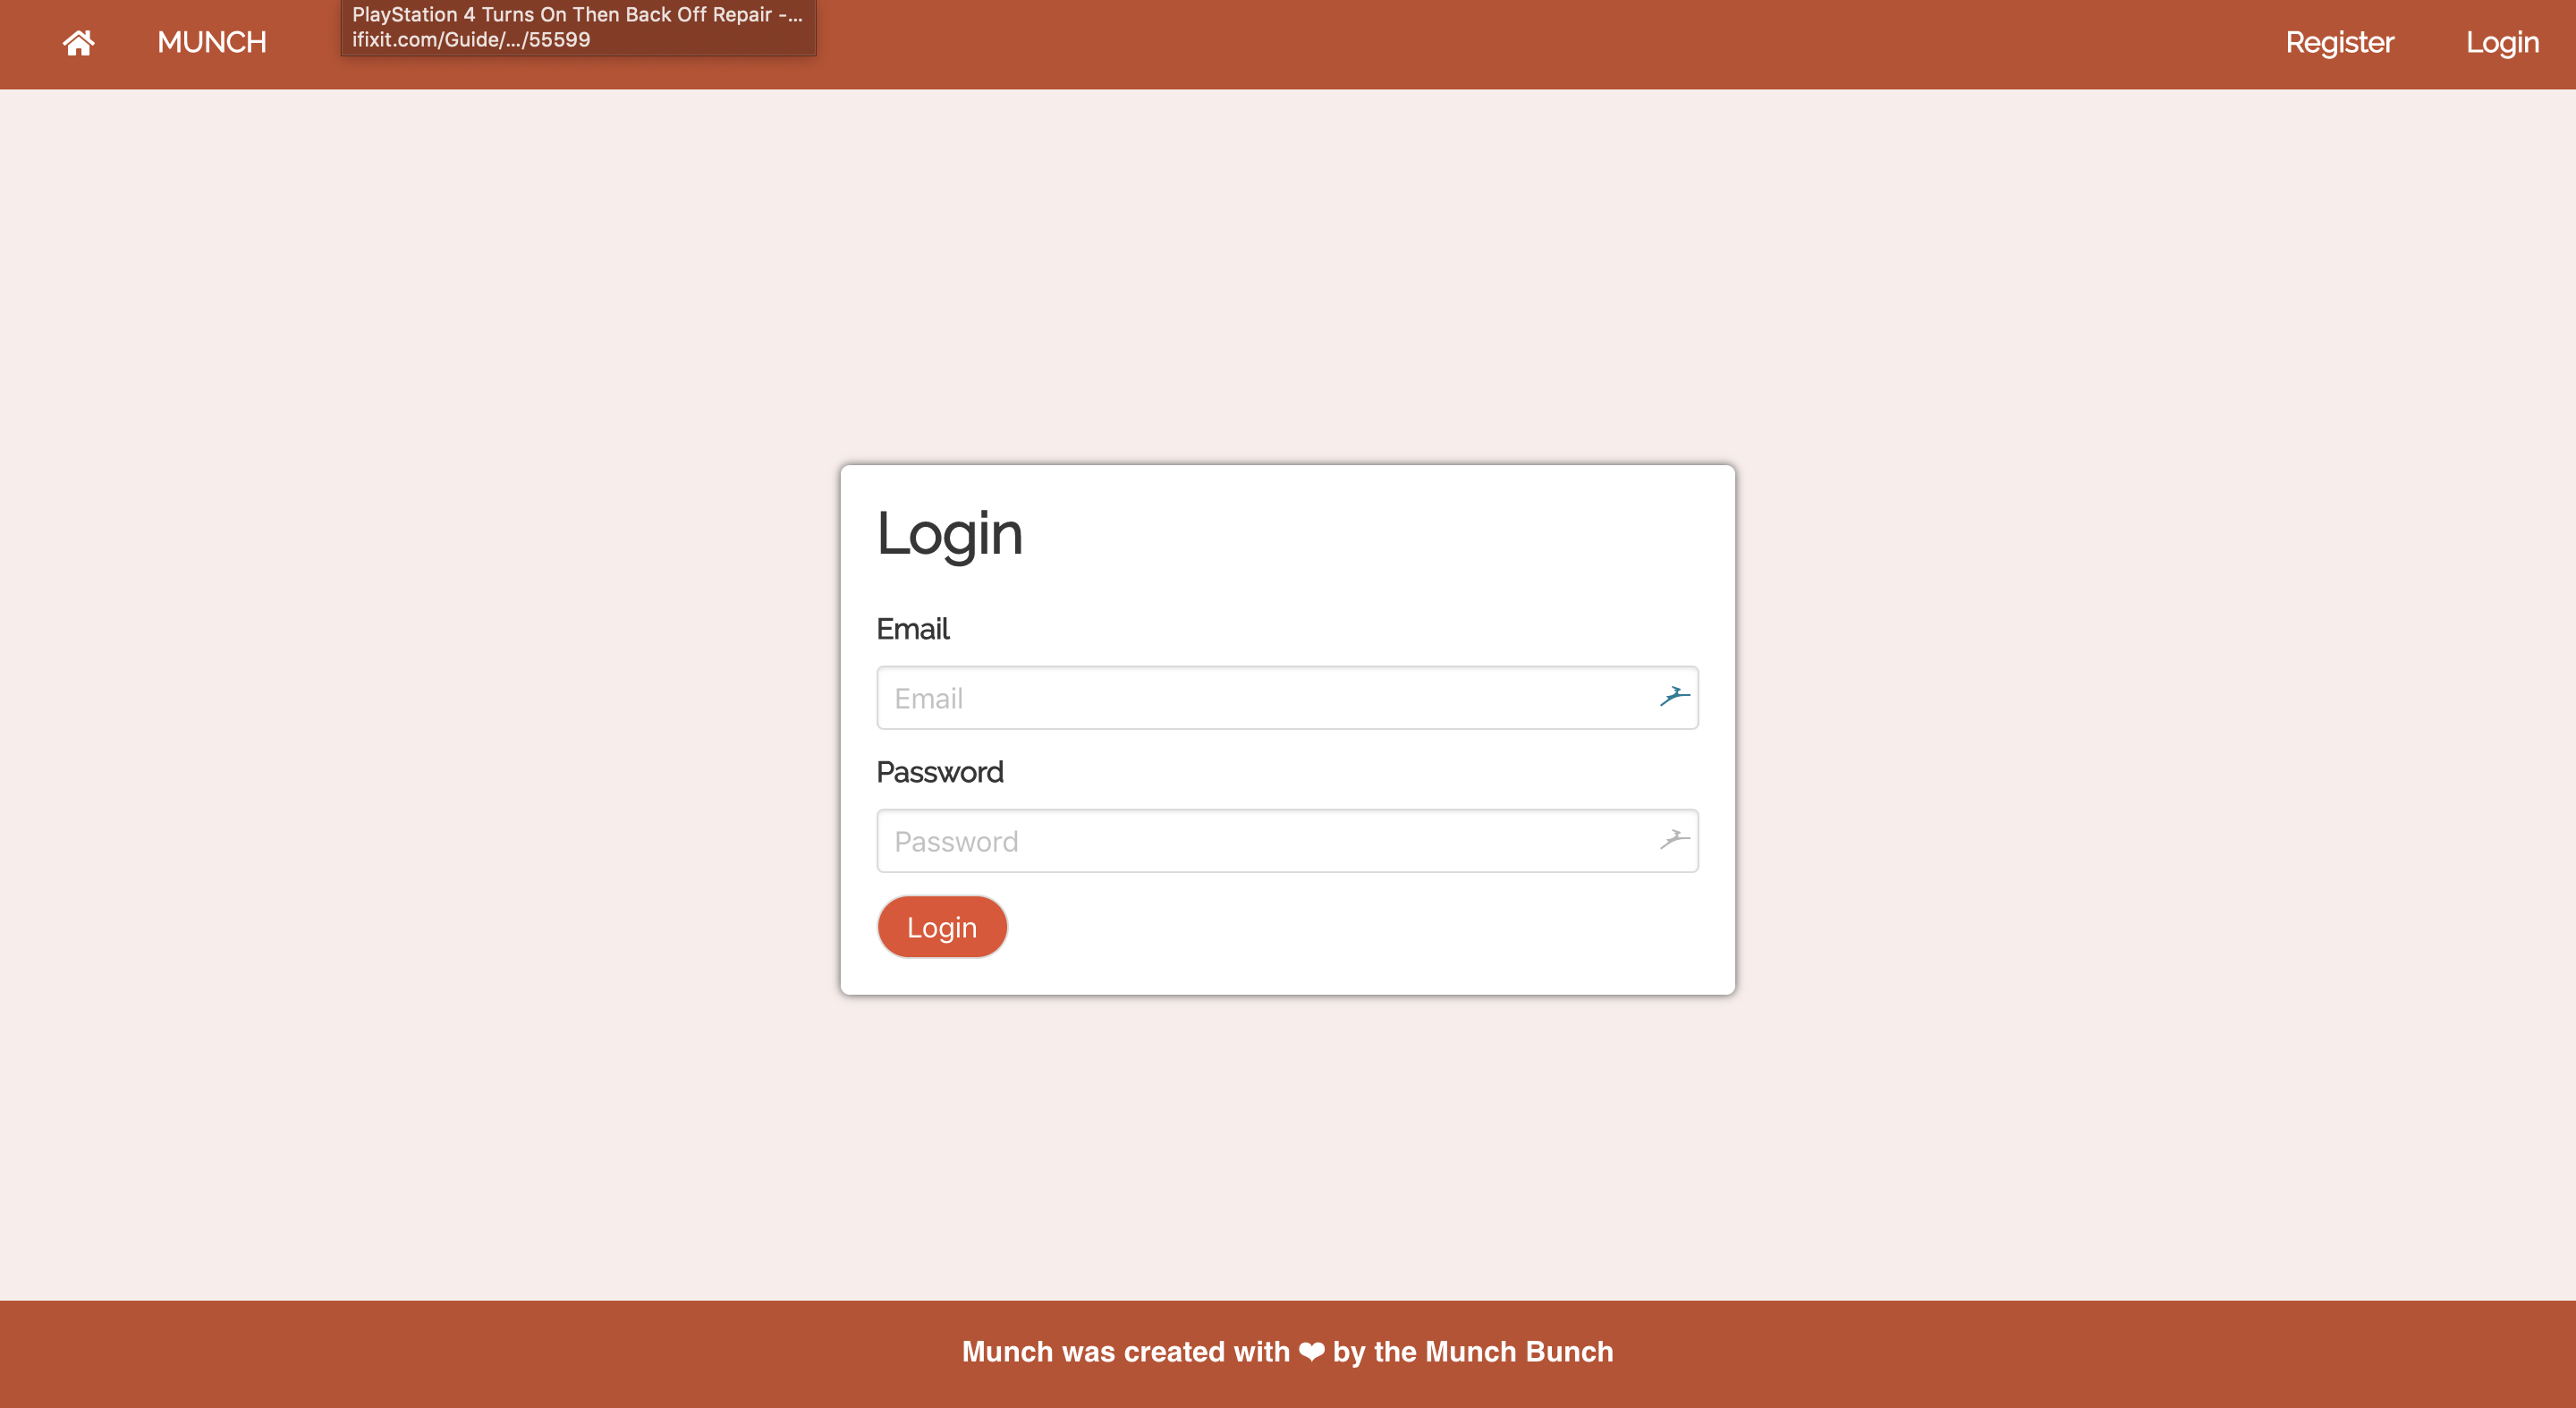 PlayStation 4 Turns On Then Back Off Repair -...
ifixit.com/Guide/.../55599
MUNCH
Register
Login
Login
Email
Email
Password
Password
Login
Munch was created with ❤ by the Munch Bunch